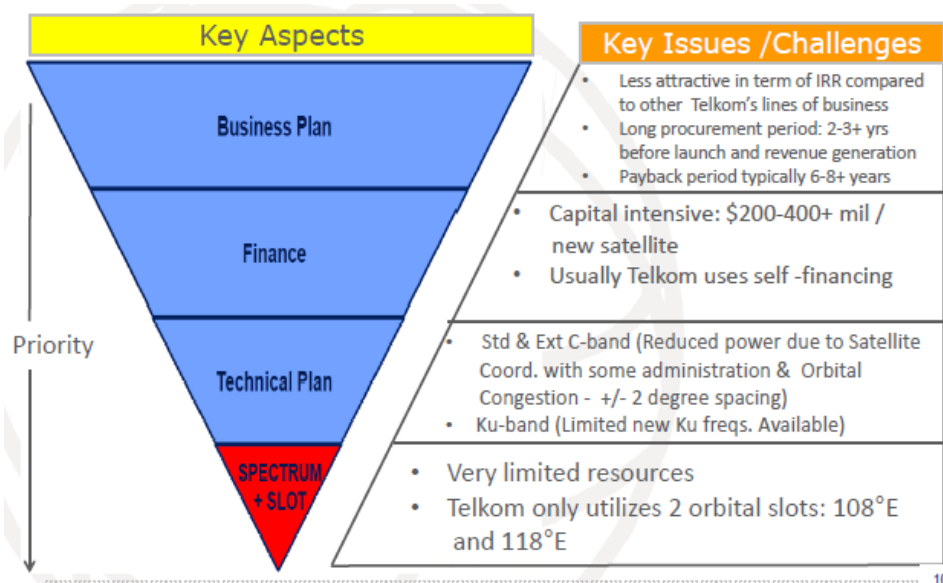 Key Aspects
Key Issues /Challenges
Priority
Business Plan
• Less attractive in term of IRR compared
to other Telkom's lines of business
• Long procurement period: 2-3+ yrs
before launch and revenue generation
• Payback period typically 6-8+ years
Finance
• Capital intensive: $200-400+ mil /
new satellite
• Usually Telkom uses self -financing
Technical Plan
• Std & Ext C-band (Reduced power due to Satellite
Coord. with some administration & Orbital
Congestion - +/- 2 degree spacing)
• Ku-band (Limited new Ku freqs. Available)
SPECTRUM
+ SLOT
• Very limited resources
• Telkom only utilizes 2 orbital slots: 108°E
and 118°E